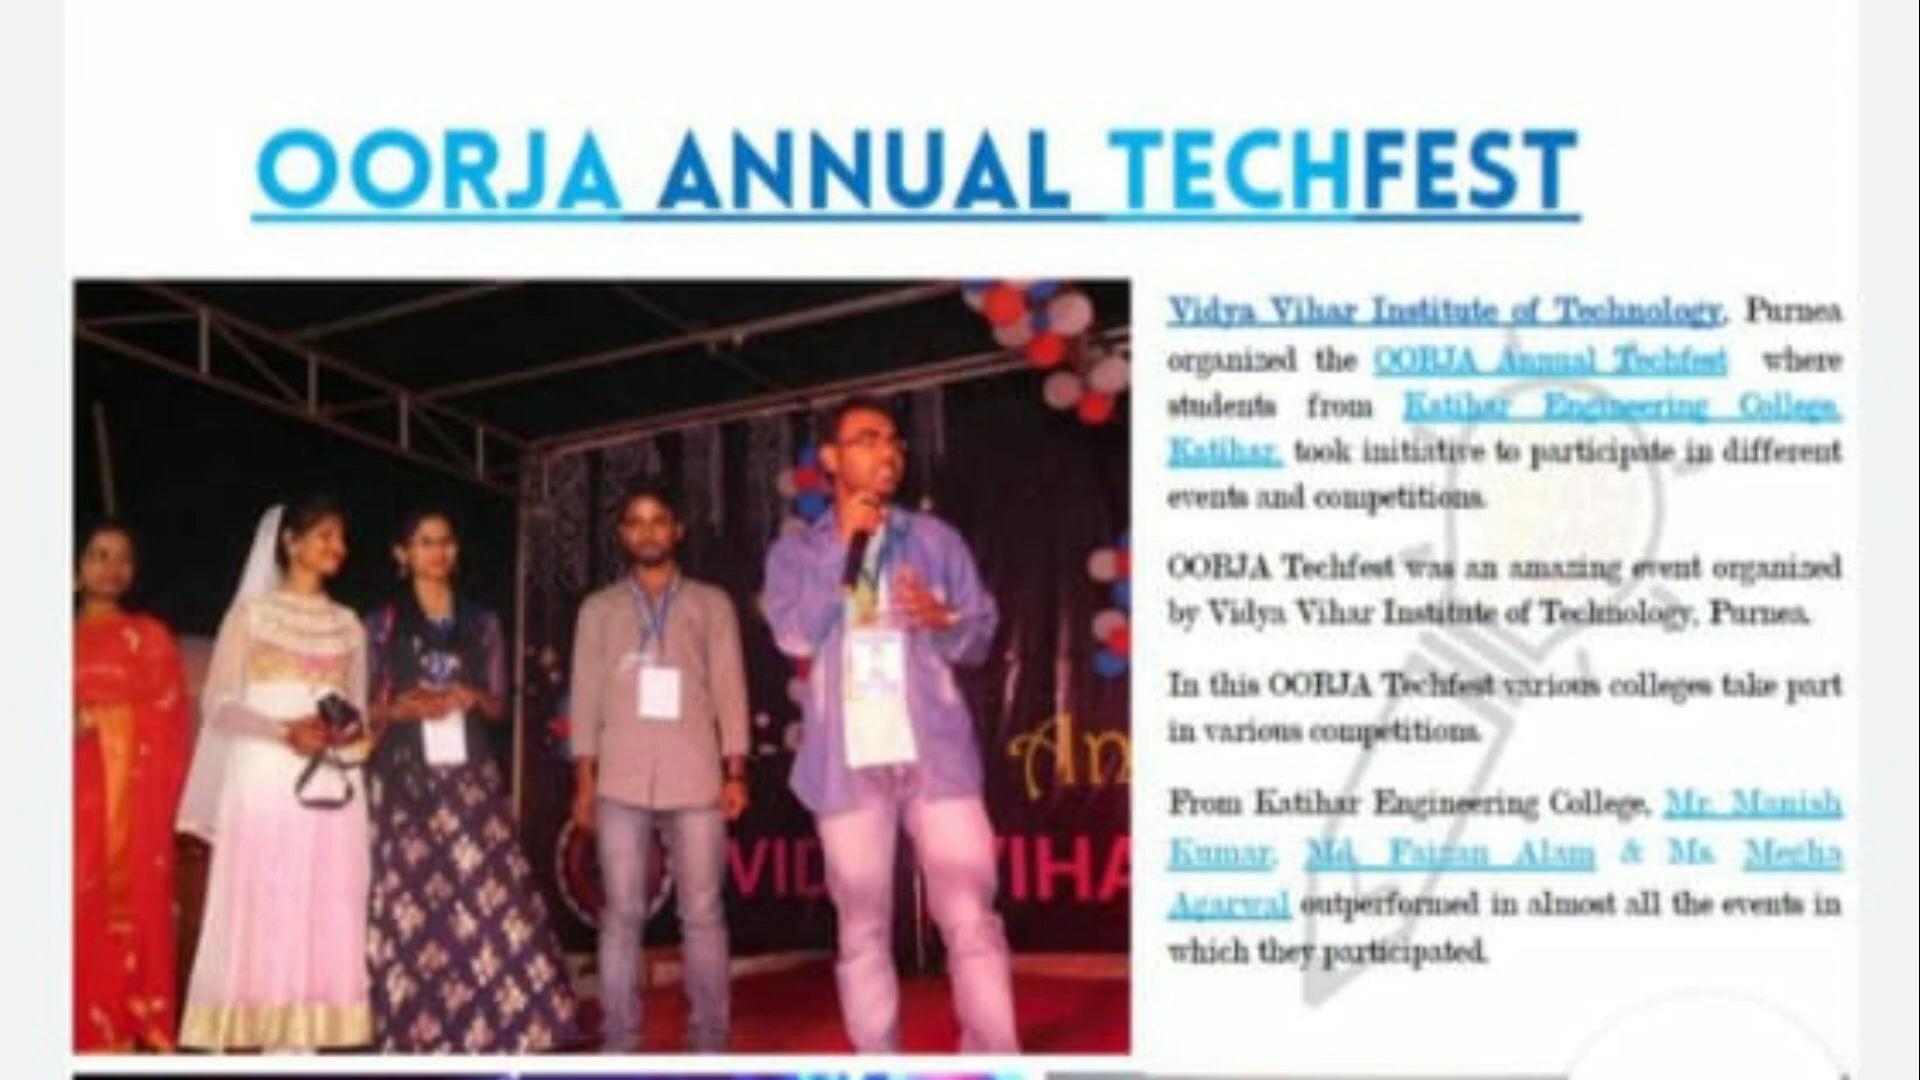 OORJA ANNUAL TECHFEST
Vidya Vihar Institute of Technology, Purnea
organized the OORJA Annual Techfest where
students from Katihar Engineering College,
Katihar, took initiative to participate in different
events and competitions.
OORJA Techfest was an amazing event organized
by Vidya Vihar Institute of Technology, Purnea.
In this OORJA Techfest various colleges take part
in various competitions.
From Katihar Engineering College, Mr. Manish
Kumar, Md. Faizan Alam & Ms. Megha
Agarwal outperformed in almost all the events in
which they participated.
An
VID IHA